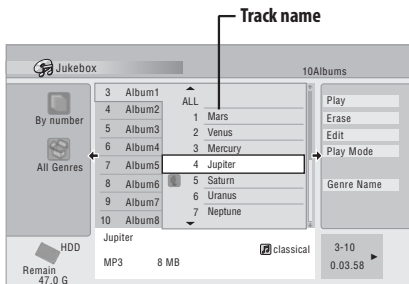 Track name
Jukebox
10Albums
By number
All Genres
3 Album1
4 Album2
5 Album3
6 Album4
7 Album5
8 Album6
9 Album7
10 Album8
ALL
1 Mars
2 Venus
3 Mercury
4 Jupiter
5 Saturn
6 Uranus
7 Neptune
Play
Erase
Edit
Play Mode
Genre Name
HDD
Remain
47.0 G
Jupiter
classical
MP3 8 MB
3-10
0.03.58